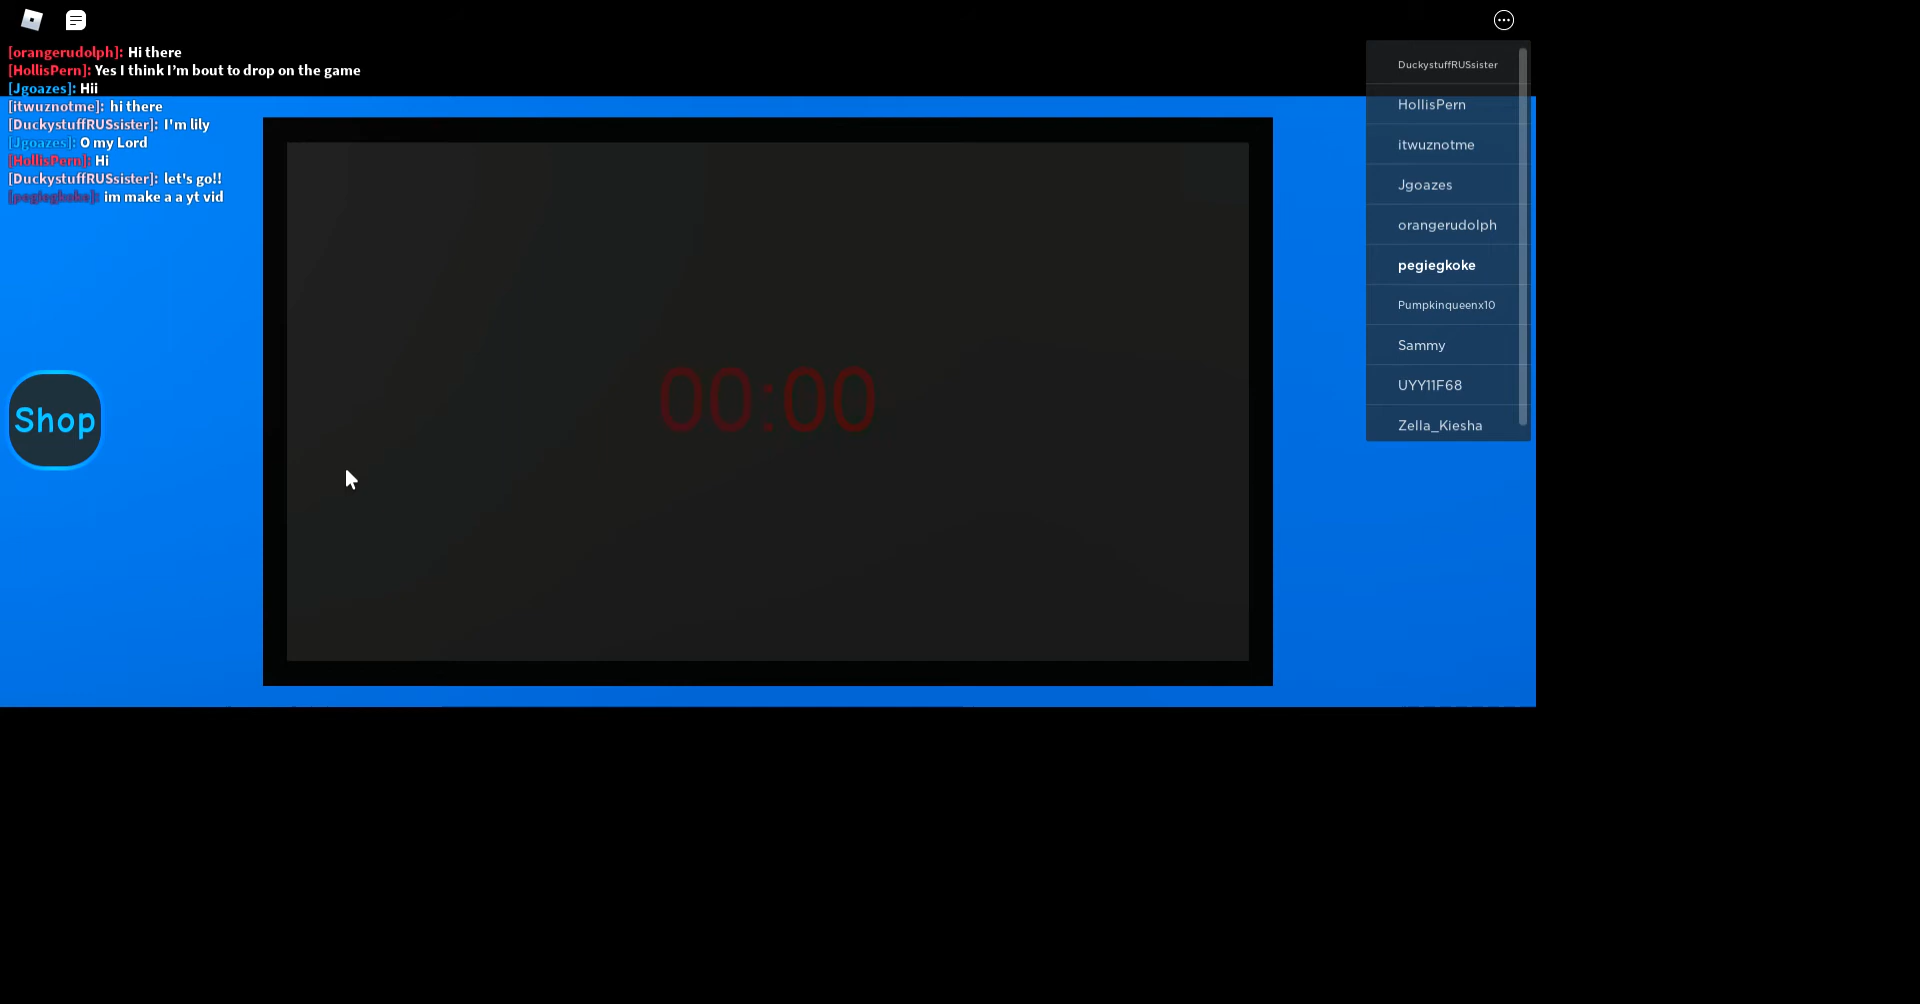 [orangerudolph]: Hi there
[HollisPern]: Yes I think I'm bout to drop on the game
[Jgoazes]: Hii
[itwuznotme]: hi there
[DuckystuffRUSsister]: I'm lily
[Jgoazes]: O my Lord
[HollisPern]: Hi
[DuckystuffRUSsister]: let's go!!
[pegiegkoke]: im make a a yt vid
DuckystuffRUSsister
HollisPern
itwuznotme
Jgoazes
orangerudolph
pegiegkoke
Pumpkinqueenx10
Sammy
UYY11F68
Zella_Kiesha
00:00
Shop